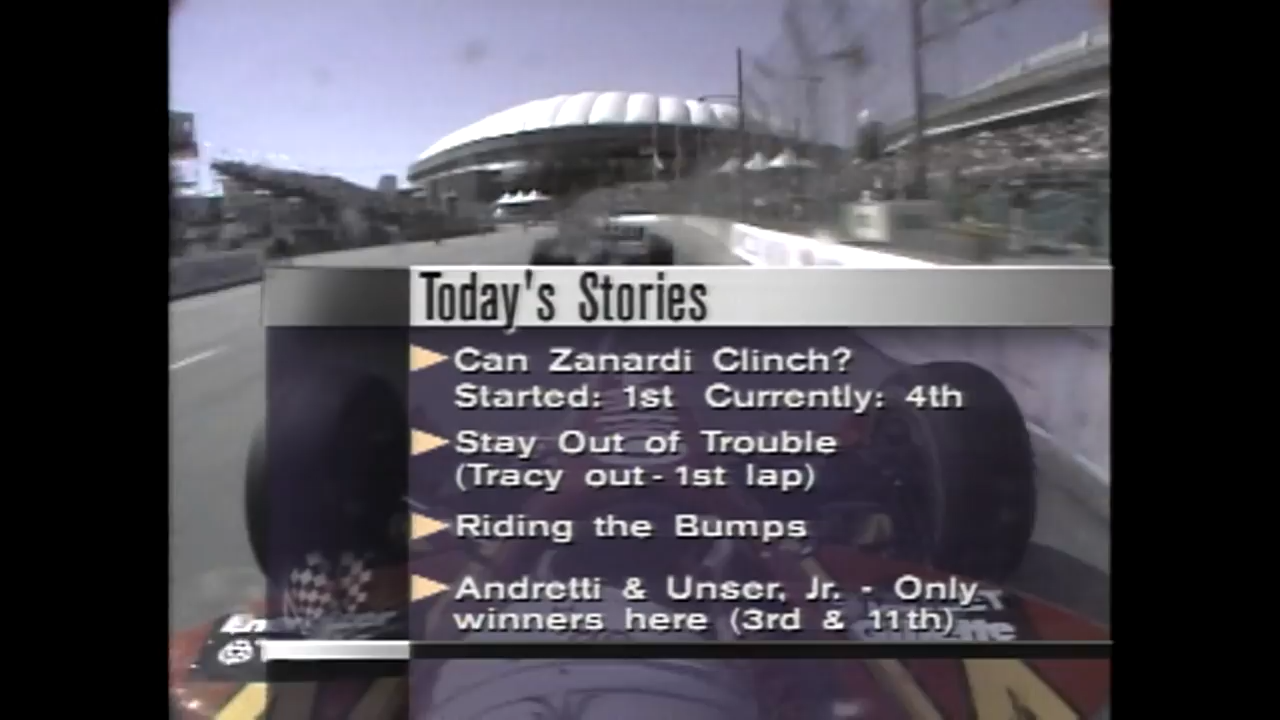 Today's Stories
Can Zanardi Clinch?
Started: 1st Currently: 4th
Stay Out of Trouble
(Tracy out - 1st lap)
Riding the Bumps
Andretti & Unser, Jr. - Only
winners here (3rd & 11th)